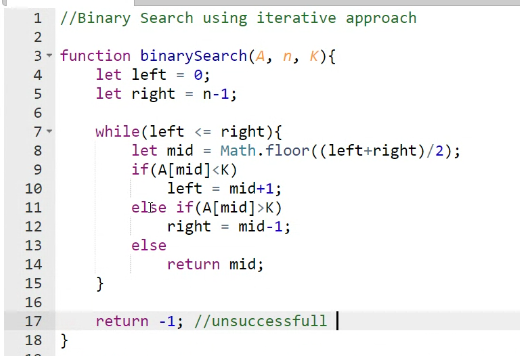 1 //Binary Search using iterative approach
2
3 function binarySearch(A, n, K){
4 let left = 0;
5 let right = n-1;
6
7 while(left <= right){
8 let mid = Math.floor((left+right)/2);
9 if(A[mid]<K)
10 left = mid+1;
11 else if(A[mid]>K)
12 right = mid-1;
13 else
14 return mid;
15 }
16
17 return -1; //unsuccessfull
18 }